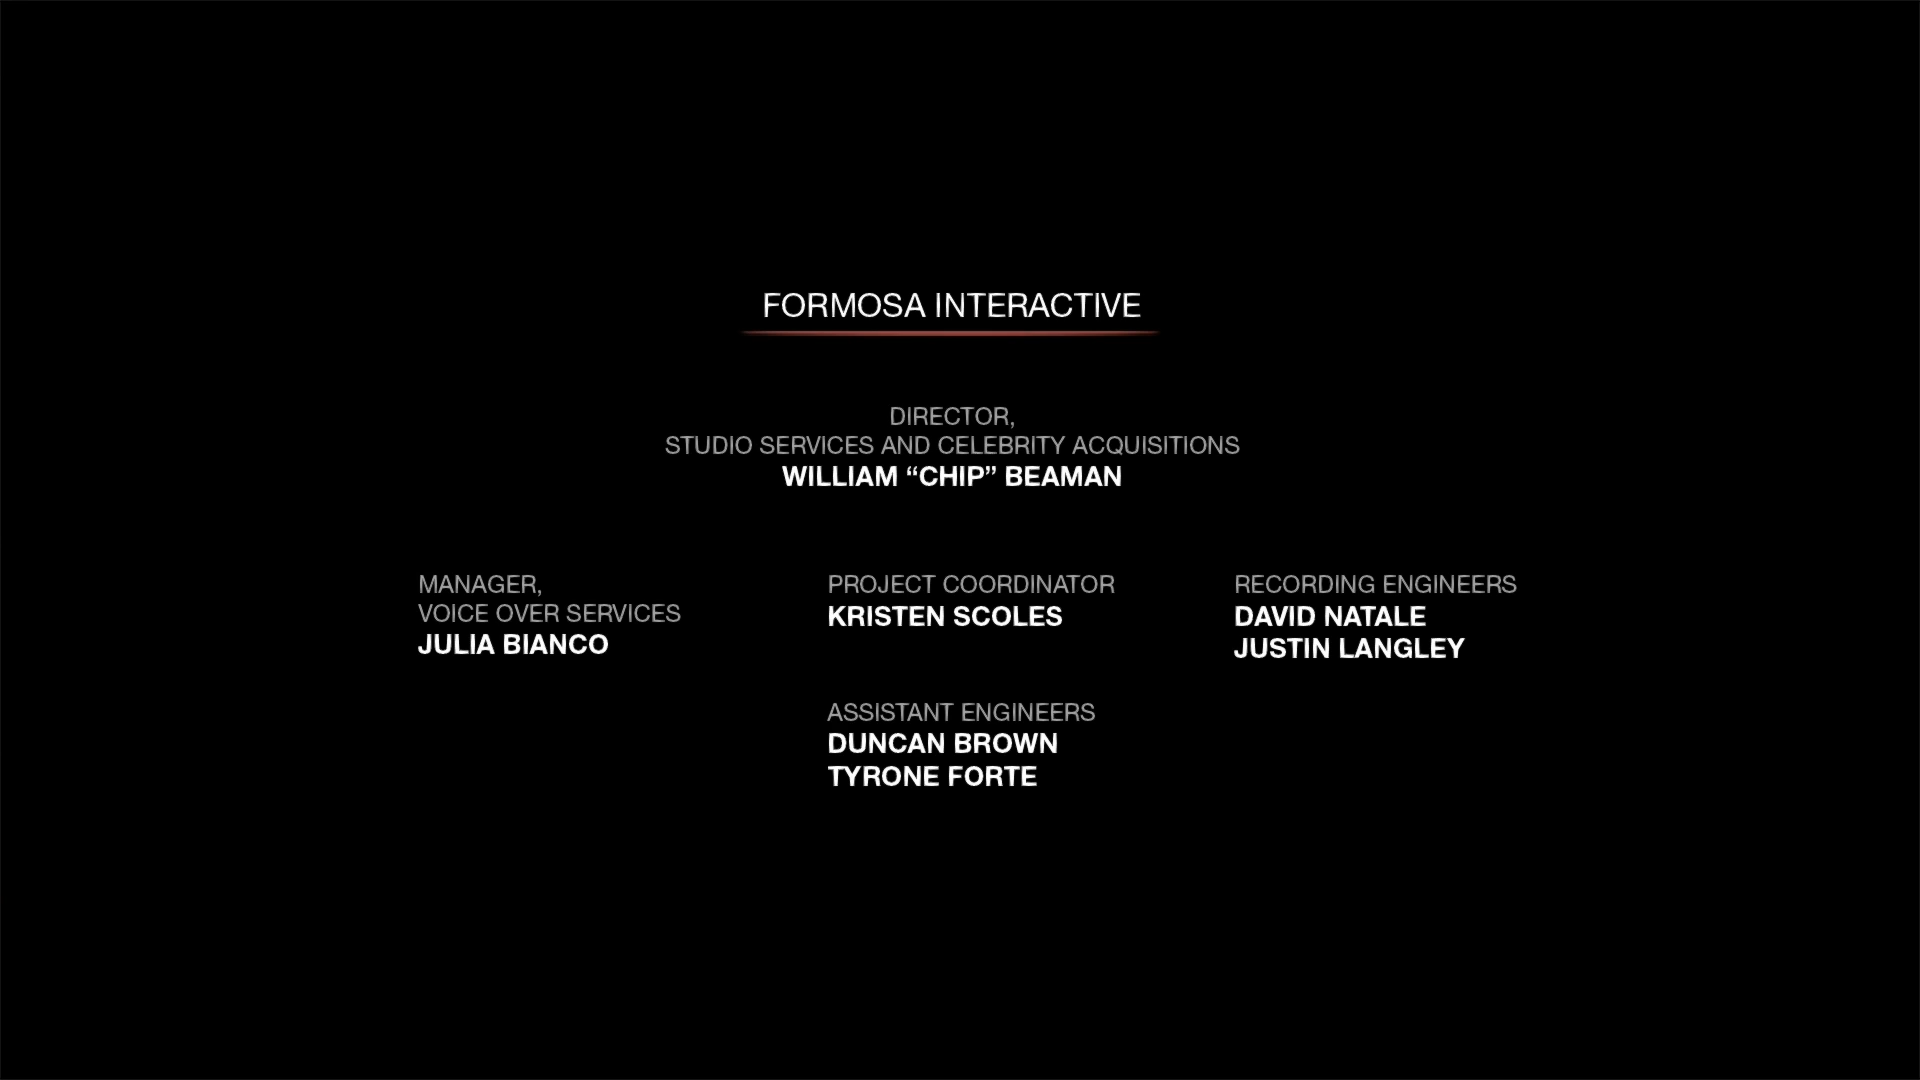 FORMOSA INTERACTIVE
DIRECTOR,
STUDIO SERVICES AND CELEBRITY ACQUISITIONS
WILLIAM “CHIP” BEAMAN
MANAGER,
VOICE OVER SERVICES
JULIA BIANCO
PROJECT COORDINATOR
KRISTEN SCOLES
RECORDING ENGINEERS
DAVID NATALE
JUSTIN LANGLEY
ASSISTANT ENGINEERS
DUNCAN BROWN
TYRONE FORTE